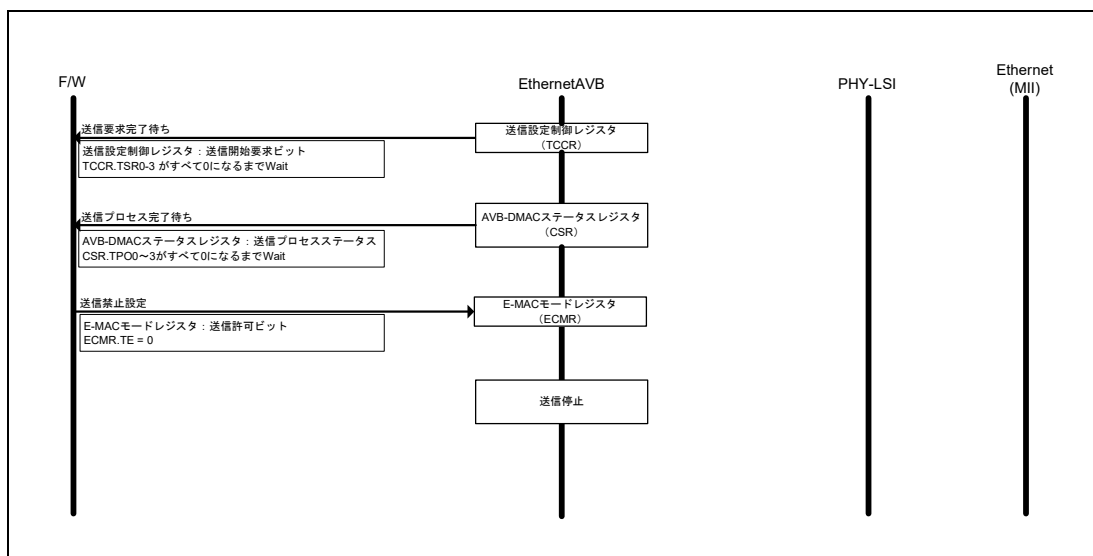 F/W
EthernetAVB
PHY-LSI
Ethernet
(MII)
送信要求完了待ち
送信設定制御レジスタ
（TCCR）
送信設定制御レジスタ：送信開始要求ビット
TCCR.TSR0-3 がすべて0になるまでWait
送信プロセス完了待ち
AVB-DMACステータスレジスタ
（CSR）
AVB-DMACステータスレジスタ：送信プロセスステータス
CSR.TPO0～3がすべて0になるまでWait
送信禁止設定
E-MACモードレジスタ
（ECMR）
E-MACモードレジスタ：送信許可ビット
ECMR.TE = 0
送信停止